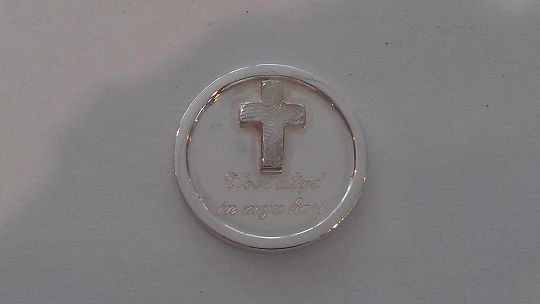 Voor altijd
in mijn hart